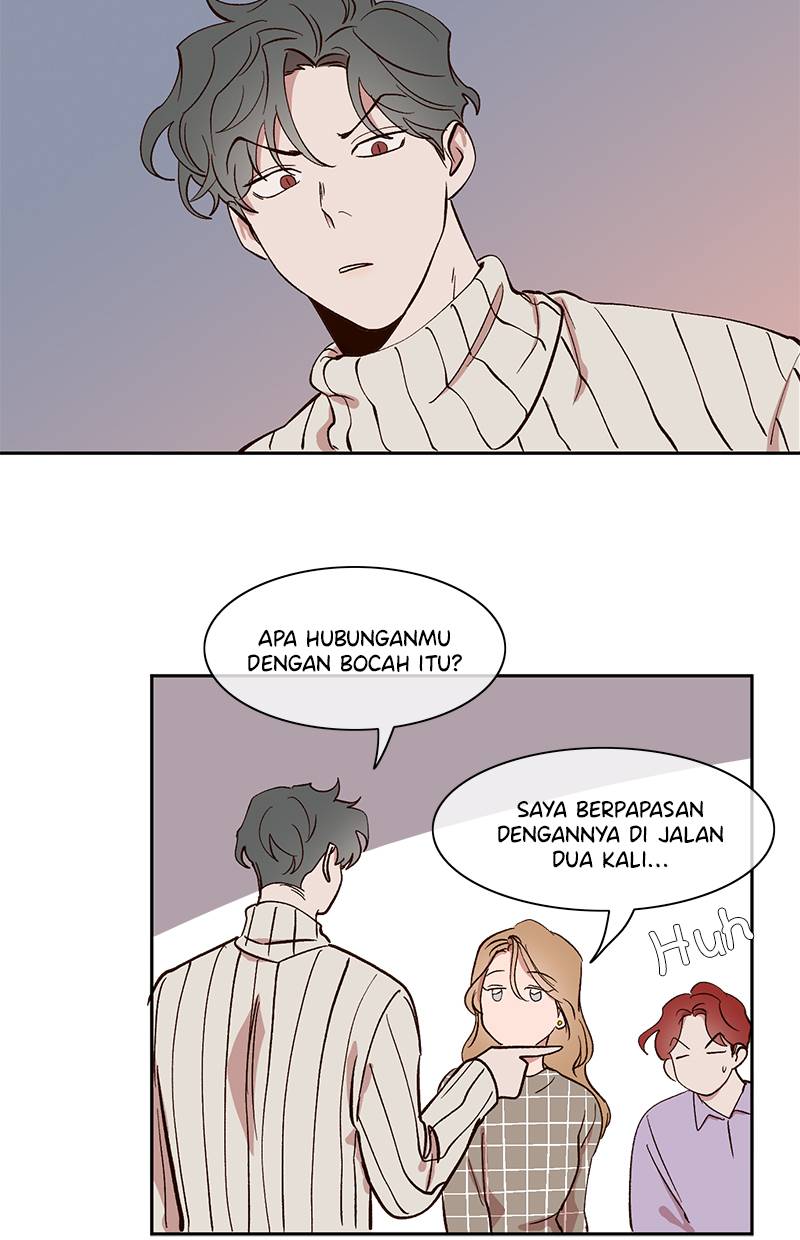 APA HUBUNGANMU
DENGAN BOCAH ITU?
SAYA BERPAPASAN
DENGANNYA DI JALAN
DUA KALI...
Huh